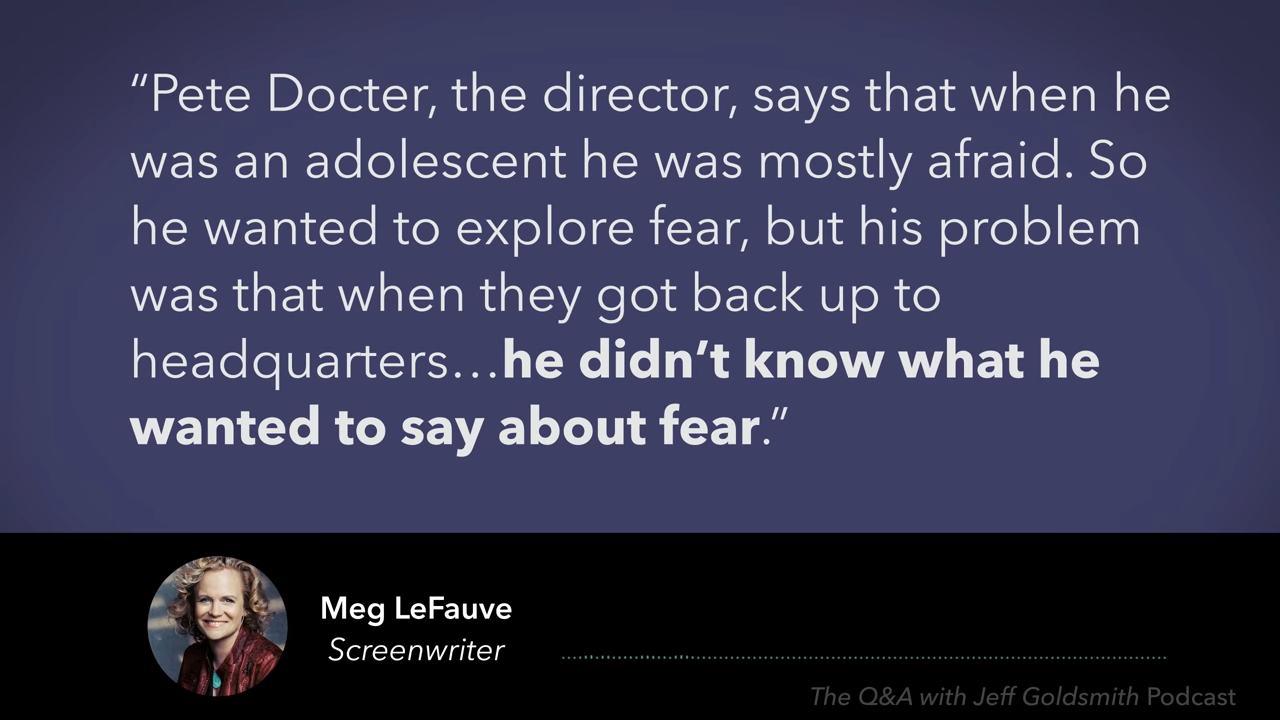 “Pete Docter, the director, says that when he
was an adolescent he was mostly afraid. So
he wanted to explore fear, but his problem
was that when they got back up to
headquarters…he didn’t know what he
wanted to say about fear.”
Meg LeFauve
Screenwriter
The Q&A with Jeff Goldsmith Podcast